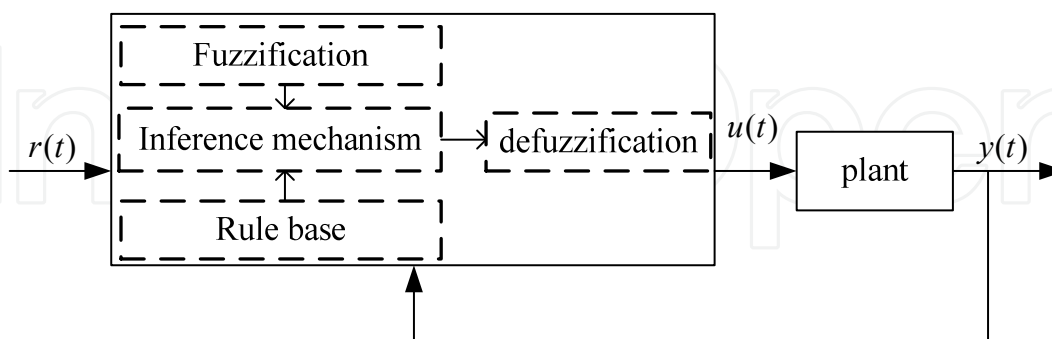 Fuzzification
Inference mechanism
defuzzification
Rule base
r(t)
u(t)
plant
y(t)